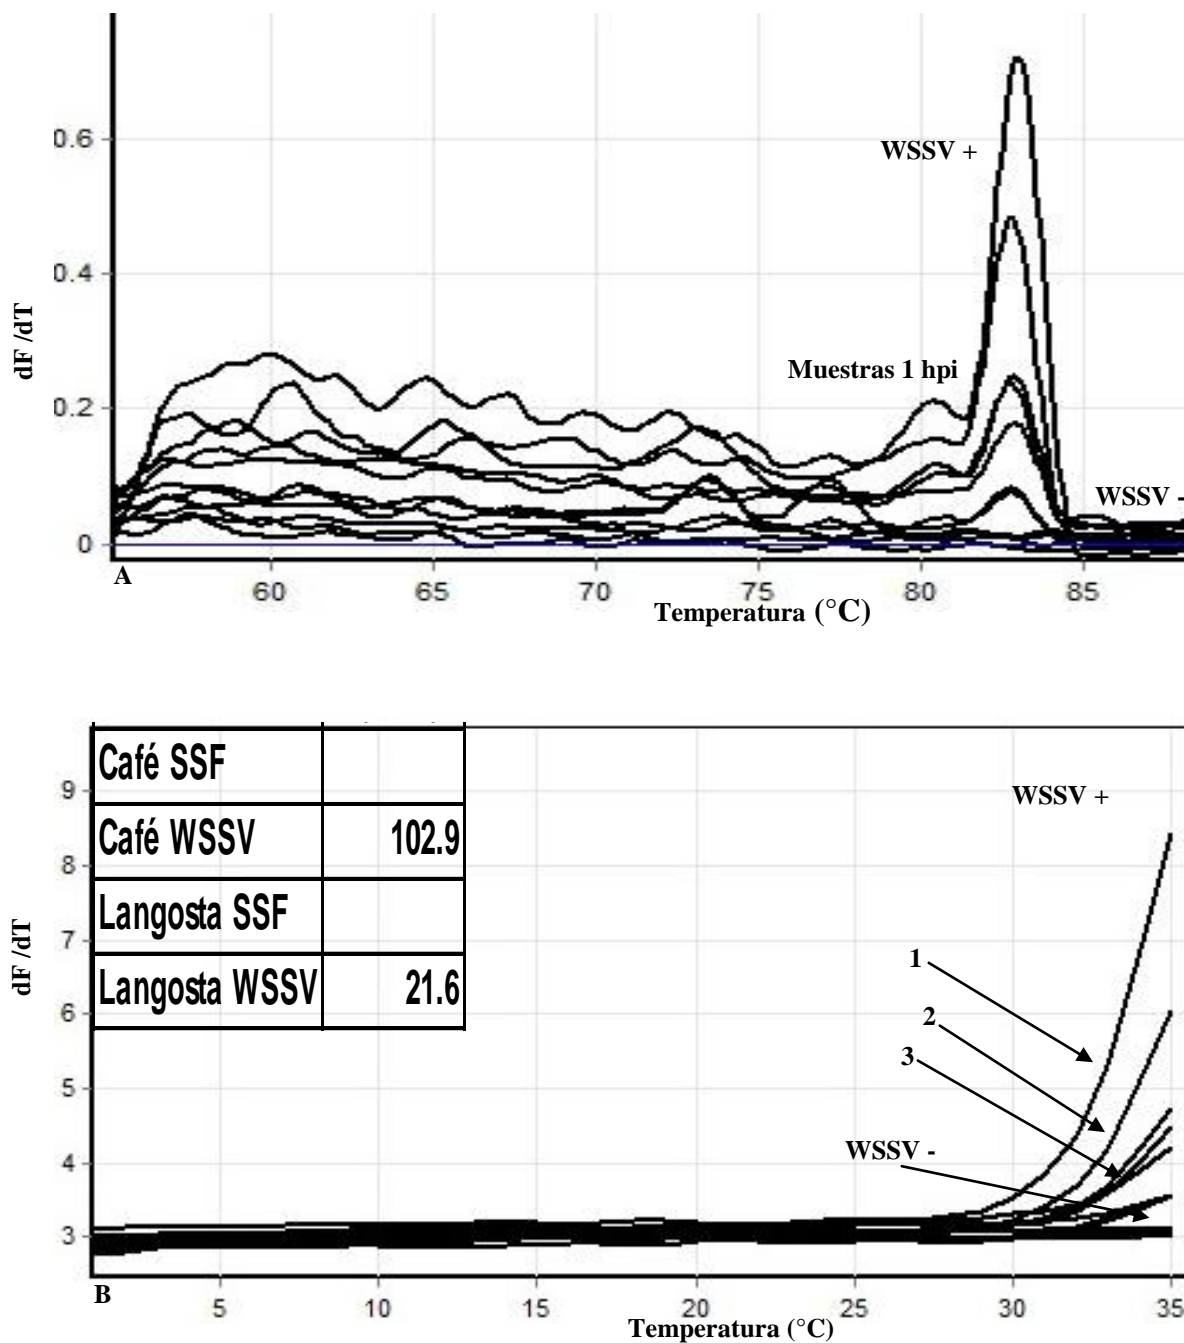 0.6
WSSV +
0.4
dF /dT
Muestras 1 hpi
0.2
WSSV -
0
A
60 65 70 75 80 85
Temperatura (°C)
Café SSF
9
WSSV +
Café WSSV 102.9
8
Langosta SSF
7
dF /dT
1
Langosta WSSV 21.6
6
2
3
5
WSSV -
4
3
B
5 10 15 20 25 30 35
Temperatura (°C)